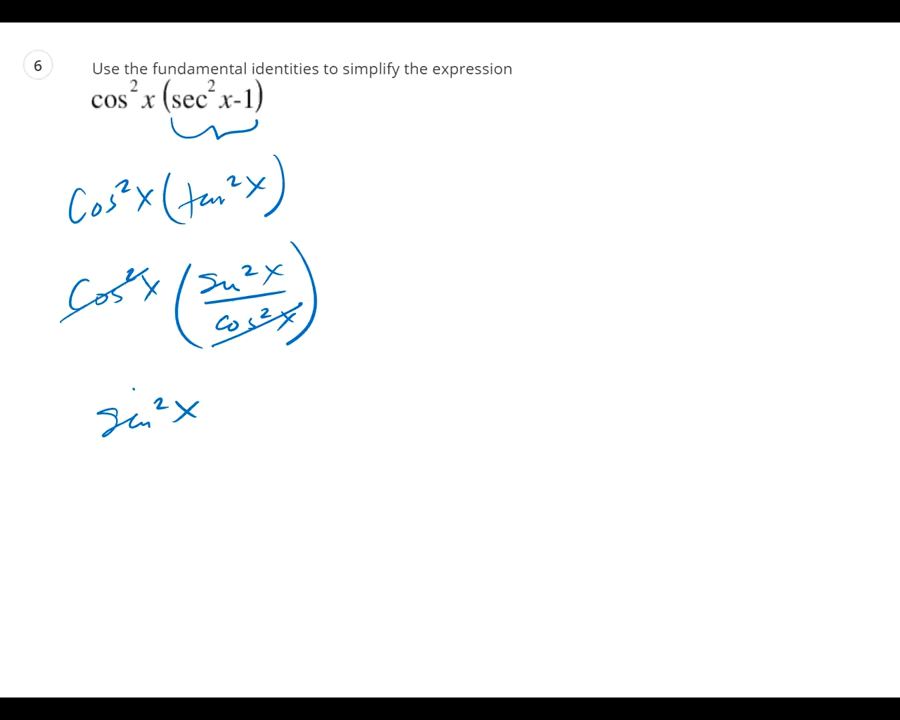 6 Use the fundamental identities to simplify the expression
cos²x (sec²x-1)
Cos²x (tan²x)
Cos²x (sin²x / cos²x)
sin²x